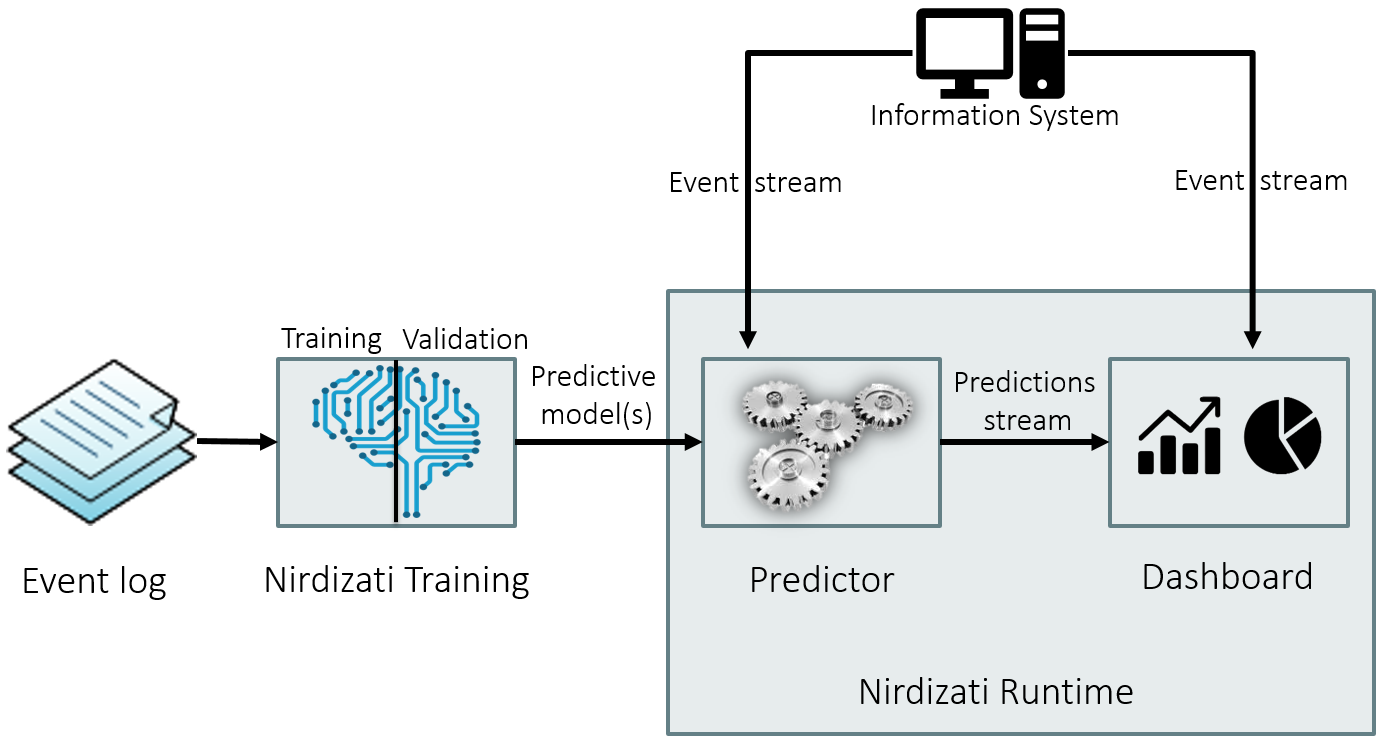 Information System
Event stream
Event stream
Training
Validation
Predictive
model(s)
Predictions
stream
Event log
Nirdizati Training
Predictor
Dashboard
Nirdizati Runtime